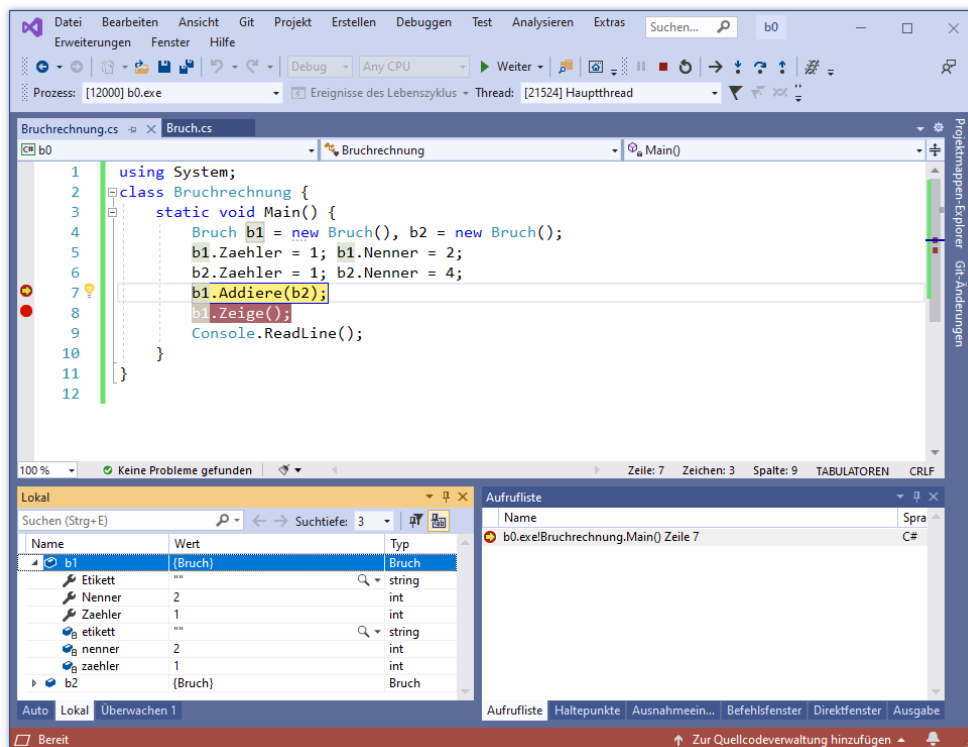 Datei Bearbeiten Ansicht Git Projekt Erstellen Debuggen Test Analysieren Extras Suchen... b0
Erweiterungen Fenster Hilfe
Debug Any CPU Weiter
Prozess: [12000] b0.exe Ereignisse des Lebenszyklus Thread: [21524] Hauptthread
Bruchrechnung.cs Bruch.cs
C# b0 Bruchrechnung Main()
1 using System;
2 class Bruchrechnung {
3 static void Main() {
4 Bruch b1 = new Bruch(), b2 = new Bruch();
5 b1.Zaehler = 1; b1.Nenner = 2;
6 b2.Zaehler = 1; b2.Nenner = 4;
7 b1.Addiere(b2);
8 b1.Zeige();
9 Console.ReadLine();
10 }
11 }
12
Projektmappen-Explorer
Git-Änderungen
100 % Keine Probleme gefunden Zeile: 7 Zeichen: 3 Spalte: 9 TABULATOREN CRLF
Lokal
Suchen (Strg+E) Suchtiefe: 3
Name Wert Typ
b1 {Bruch} Bruch
Etikett "" string
Nenner 2 int
Zaehler 1 int
etikett "" string
nenner 2 int
zaehler 1 int
b2 {Bruch} Bruch
Auto Lokal Überwachen 1
Aufrufliste
Name Spra
b0.exe!Bruchrechnung.Main() Zeile 7 C#
Aufrufliste Haltepunkte Ausnahmeein... Befehlsfenster Direktfenster Ausgabe
Bereit Zur Quellcodeverwaltung hinzufügen